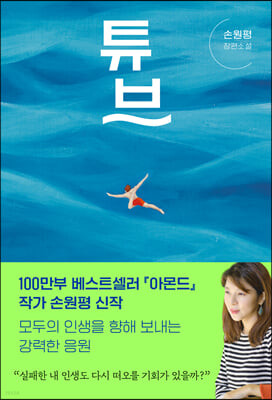 튜브
손원평
장편소설
100만부 베스트셀러 『아몬드』
작가 손원평 신작
모두의 인생을 향해 보내는
강력한 응원
“실패한 내 인생도 다시 떠오를 기회가 있을까?”